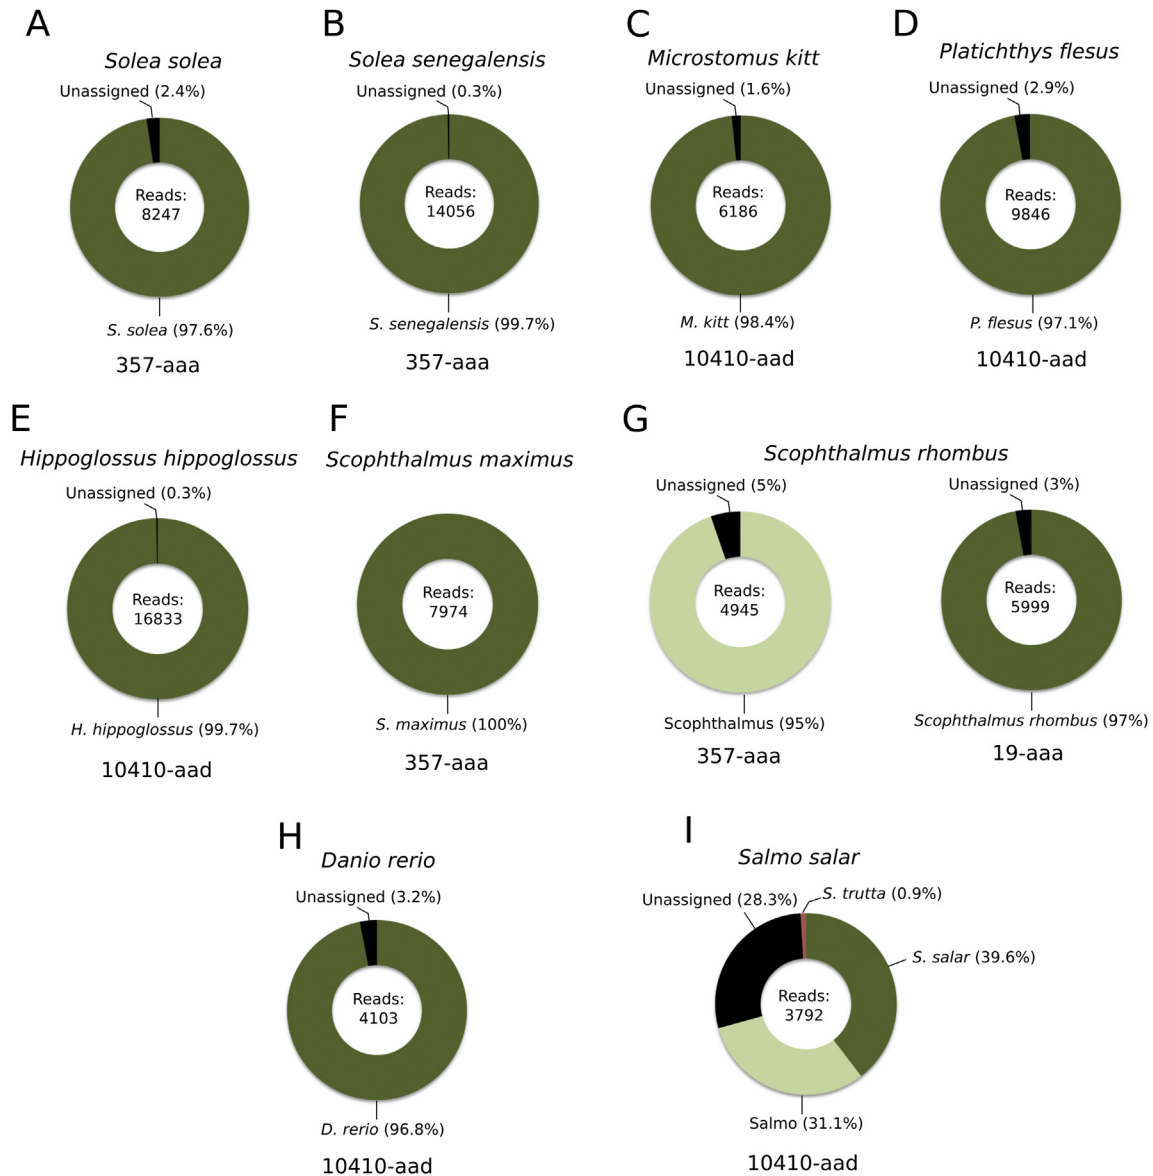 A
Solea solea
Unassigned (2.4%)
Reads:
8247
S. solea (97.6%)
357-aaa
B
Solea senegalensis
Unassigned (0.3%)
Reads:
14056
S. senegalensis (99.7%)
357-aaa
C
Microstomus kitt
Unassigned (1.6%)
Reads:
6186
M. kitt (98.4%)
10410-aad
D
Platichthys flesus
Unassigned (2.9%)
Reads:
9846
P. flesus (97.1%)
10410-aad
E
Hippoglossus hippoglossus
Unassigned (0.3%)
Reads:
16833
H. hippoglossus (99.7%)
10410-aad
F
Scophthalmus maximus
Reads:
7974
S. maximus (100%)
357-aaa
G
Scophthalmus rhombus
Unassigned (5%)
Reads:
4945
Scophthalmus (95%)
357-aaa
Unassigned (3%)
Reads:
5999
Scophthalmus rhombus (97%)
19-aaa
H
Danio rerio
Unassigned (3.2%)
Reads:
4103
D. rerio (96.8%)
10410-aad
I
Salmo salar
Unassigned (28.3%)
S. trutta (0.9%)
S. salar (39.6%)
Reads:
3792
Salmo (31.1%)
10410-aad